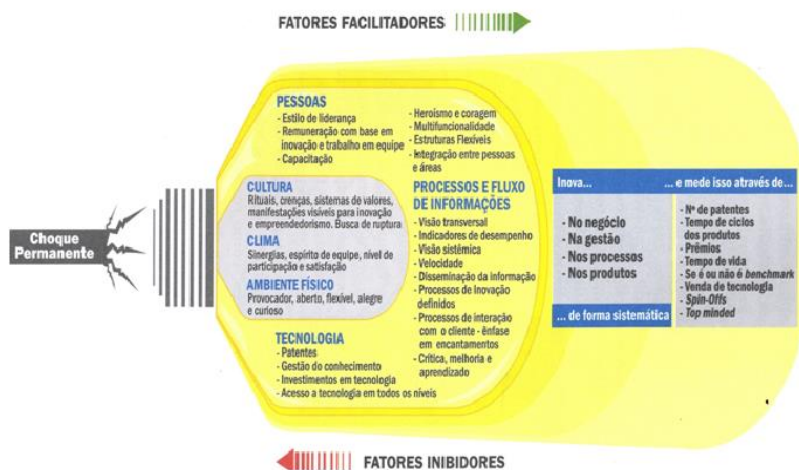 FATORES FACILITADORES
Choque
Permanente
PESSOAS
- Estilo de liderança
- Remuneração com base em
inovação e trabalho em equipe
- Capacitação
- Heroísmo e coragem
- Multifuncionalidade
- Estruturas Flexíveis
- Integração entre pessoas
e áreas
CULTURA
Rituais, crenças, sistemas de valores,
manifestações visíveis para inovação
e empreendedorismo. Busca de ruptura
CLIMA
Sinergias, espírito de equipe, nível de
participação e satisfação
AMBIENTE FÍSICO
Provocador, aberto, flexível, alegre
e curioso
PROCESSOS E FLUXO
DE INFORMAÇÕES
- Visão transversal
- Indicadores de desempenho
- Visão sistêmica
- Velocidade
- Disseminação da informação
- Processos de Inovação
definidos
- Processos de interação
com o cliente - ênfase
em encantamentos
- Crítica, melhoria e
aprendizado
TECNOLOGIA
- Patentes
- Gestão do conhecimento
- Investimentos em tecnologia
- Acesso a tecnologia em todos os níveis
Inova...
- No negócio
- Na gestão
- Nos processos
- Nos produtos
... de forma sistemática
... e mede isso através de...
- Nº de patentes
- Tempo de ciclos
dos produtos
- Prêmios
- Tempo de vida
- Se é ou não é benchmark
- Venda de tecnologia
- Spin-Offs
- Top minded
FATORES INIBIDORES